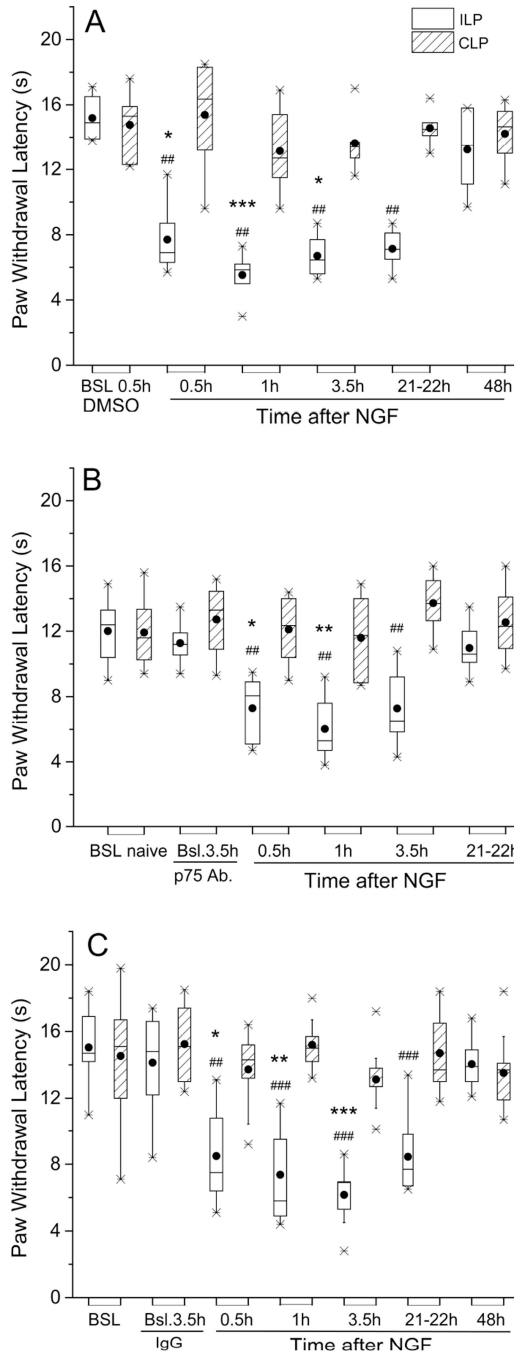 A
ILP
CLP
Paw Withdrawal Latency (s)
20
16
12
8
4
0
*
##
***
##
*
##
##
BSL 0.5h 0.5h 1h 3.5h 21-22h 48h
DMSO
Time after NGF
B
Paw Withdrawal Latency (s)
20
16
12
8
4
0
*
##
**
##
##
BSL naive Bsl.3.5h 0.5h 1h 3.5h 21-22h
p75 Ab.
Time after NGF
C
Paw Withdrawal Latency (s)
20
16
12
8
4
0
*
##
**
###
***
###
###
BSL Bsl.3.5h 0.5h 1h 3.5h 21-22h 48h
IgG
Time after NGF